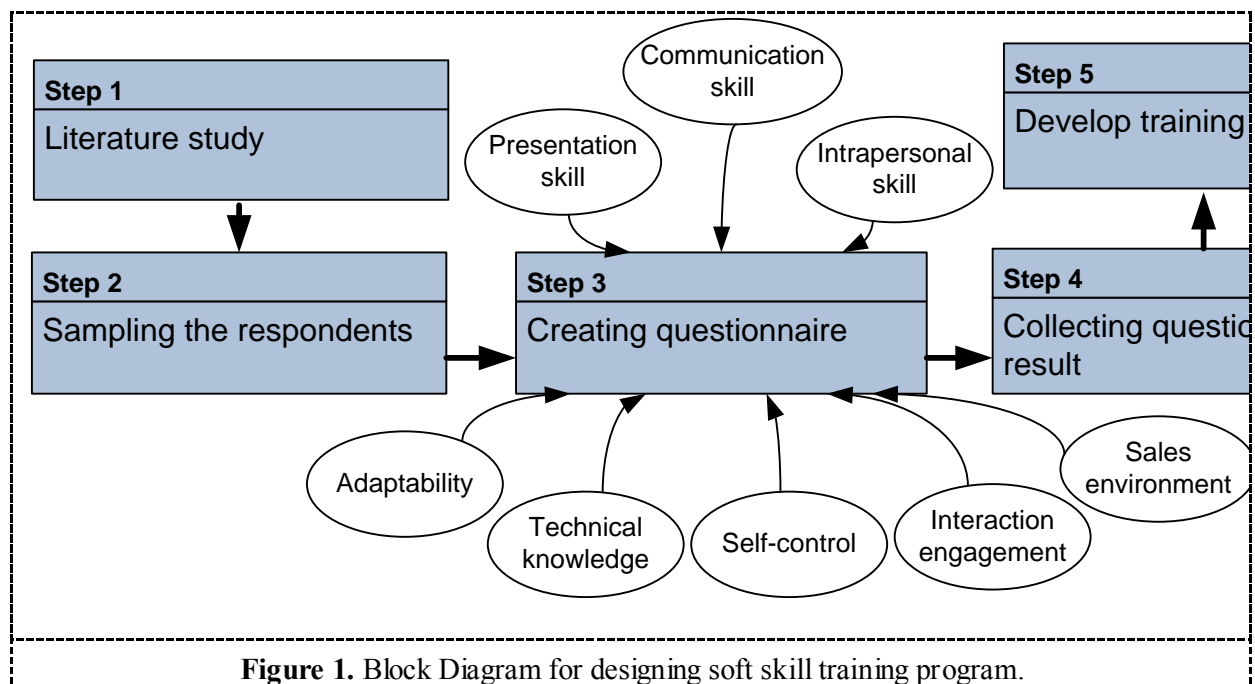 Step 1
Literature study
Step 2
Sampling the respondents
Presentation
skill
Communication
skill
Intrapersonal
skill
Step 3
Creating questionnaire
Adaptability
Technical
knowledge
Self-control
Interaction
engagement
Sales
environment
Step 4
Collecting
result
Step 5
Develop training
Figure 1. Block Diagram for designing soft skill training program.